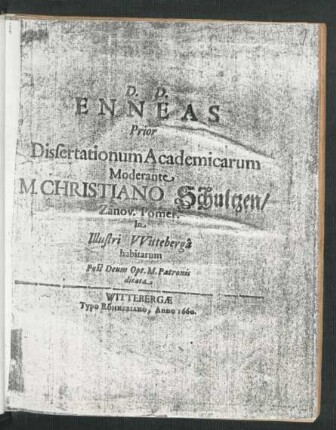 D. D.
ENNEAS
Prior
Dissertationum Academicarum
Moderante
M. CHRISTIANO Schultzen/
Zanov. Pomer.
In
Illustri VVittebergâ
habitarum
Post Deum Opt. M. Patronis
dicata
WITTEBERGÆ
Typo RÖHNERIANO, ANNO 1660.